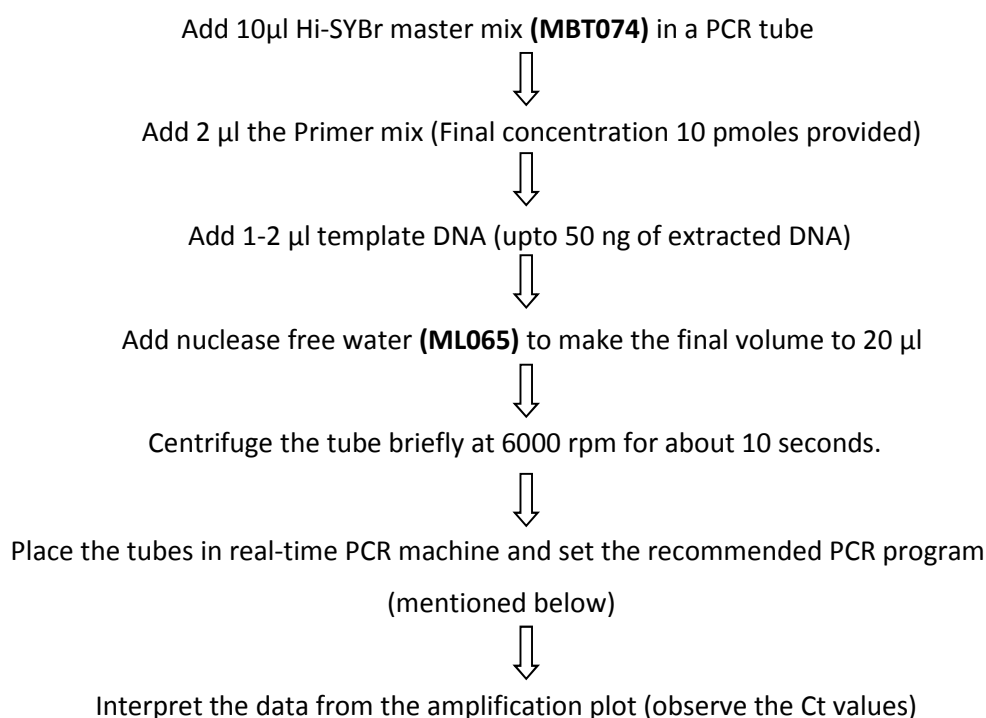 Add 10µl Hi-SYBr master mix (MBT074) in a PCR tube
Add 2 µl the Primer mix (Final concentration 10 pmoles provided)
Add 1-2 µl template DNA (upto 50 ng of extracted DNA)
Add nuclease free water (ML065) to make the final volume to 20 µl
Centrifuge the tube briefly at 6000 rpm for about 10 seconds.
Place the tubes in real-time PCR machine and set the recommended PCR program
(mentioned below)
Interpret the data from the amplification plot (observe the Ct values)